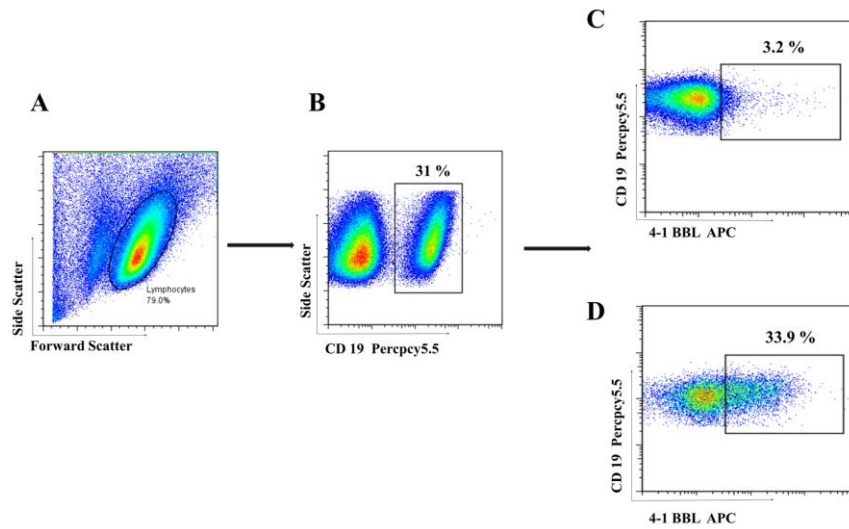 A
Side Scatter
Lymphocytes
79.0%
Forward Scatter
B
31 %
Side Scatter
CD 19 Percpcy5.5
C
3.2 %
CD 19 Percpcy5.5
4-1 BBL APC
D
33.9 %
CD 19 Percpcy5.5
4-1 BBL APC